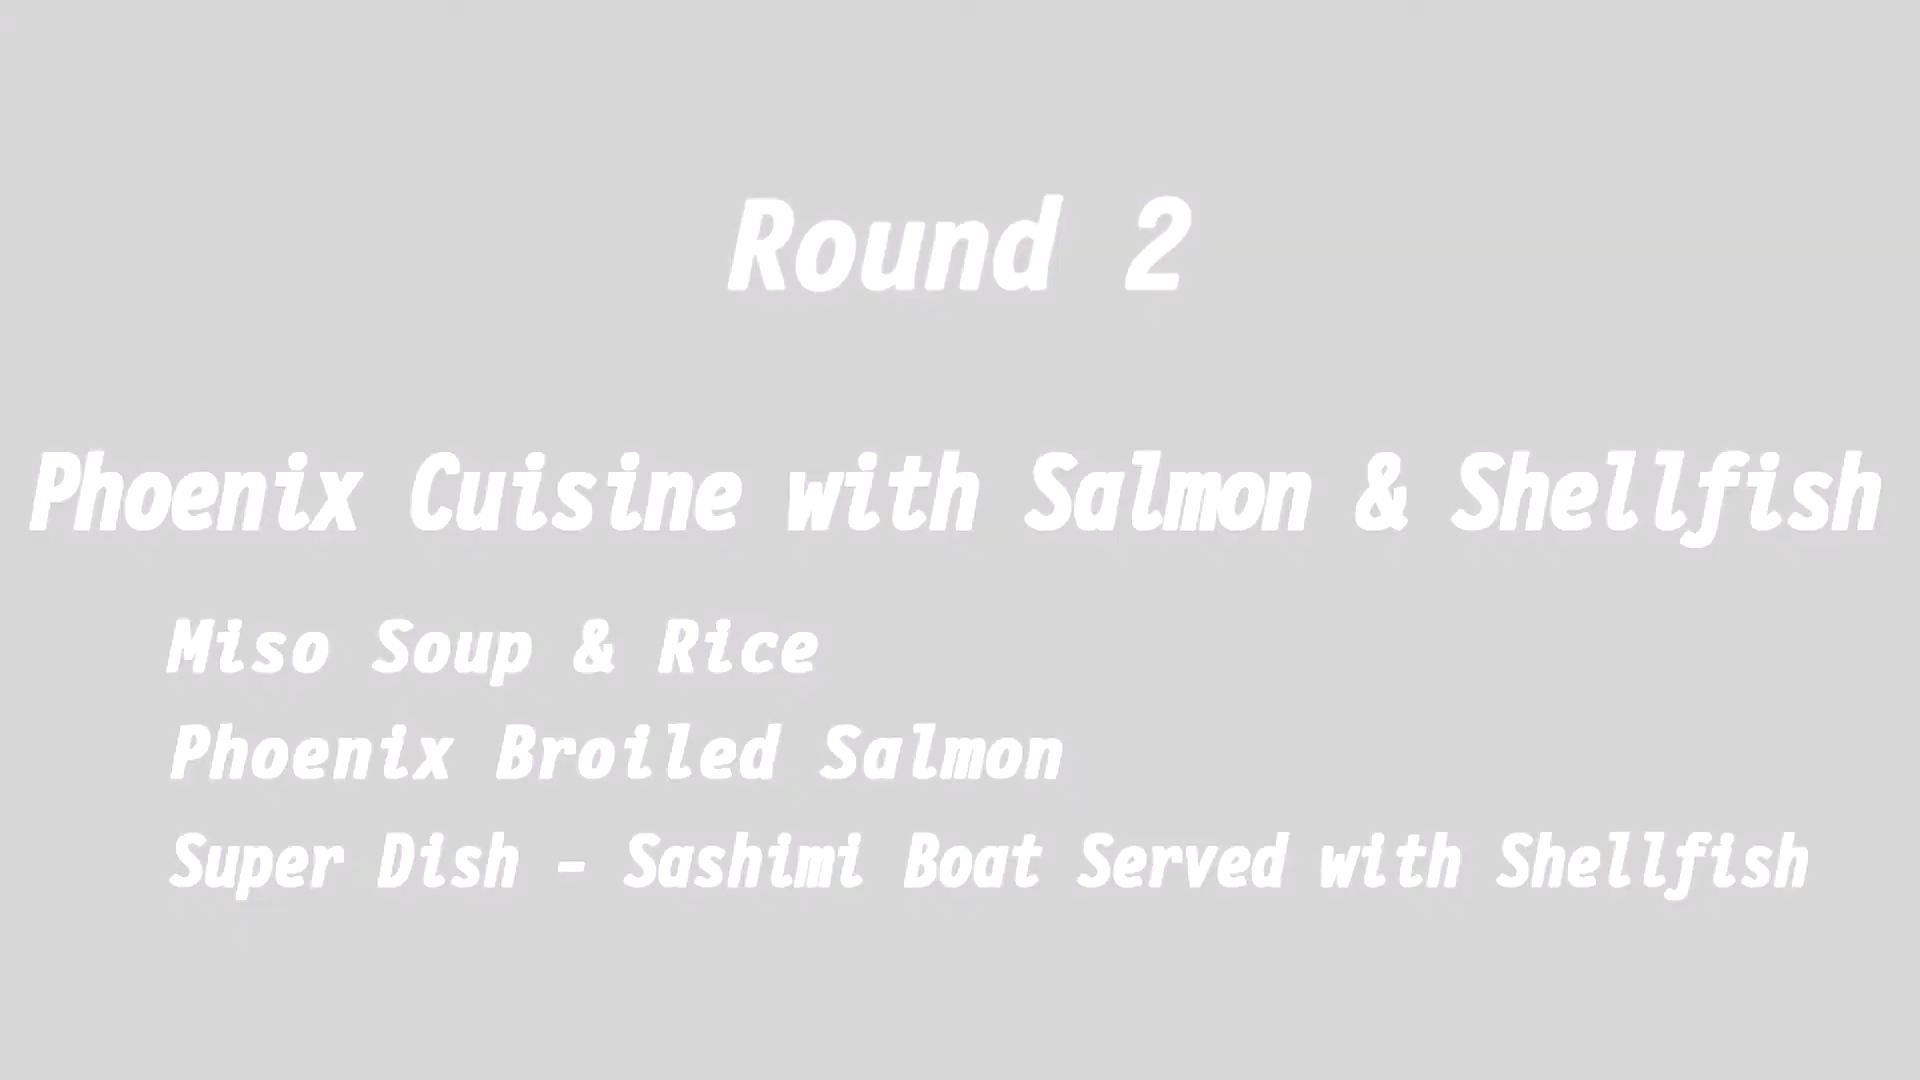 Round 2
Phoenix Cuisine with Salmon & Shellfish
Miso Soup & Rice
Phoenix Broiled Salmon
Super Dish - Sashimi Boat Served with Shellfish